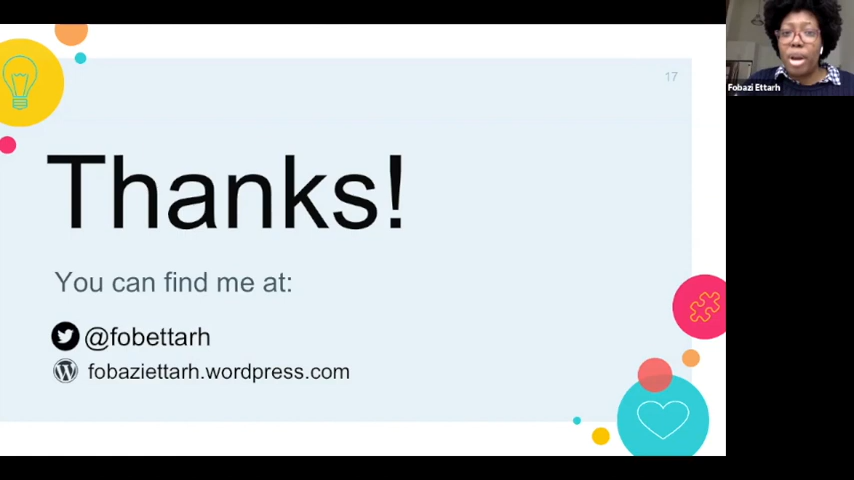 17
Thanks!
You can find me at:
@fobettarh
fobaziettarh.wordpress.com
Fobazi Ettarh